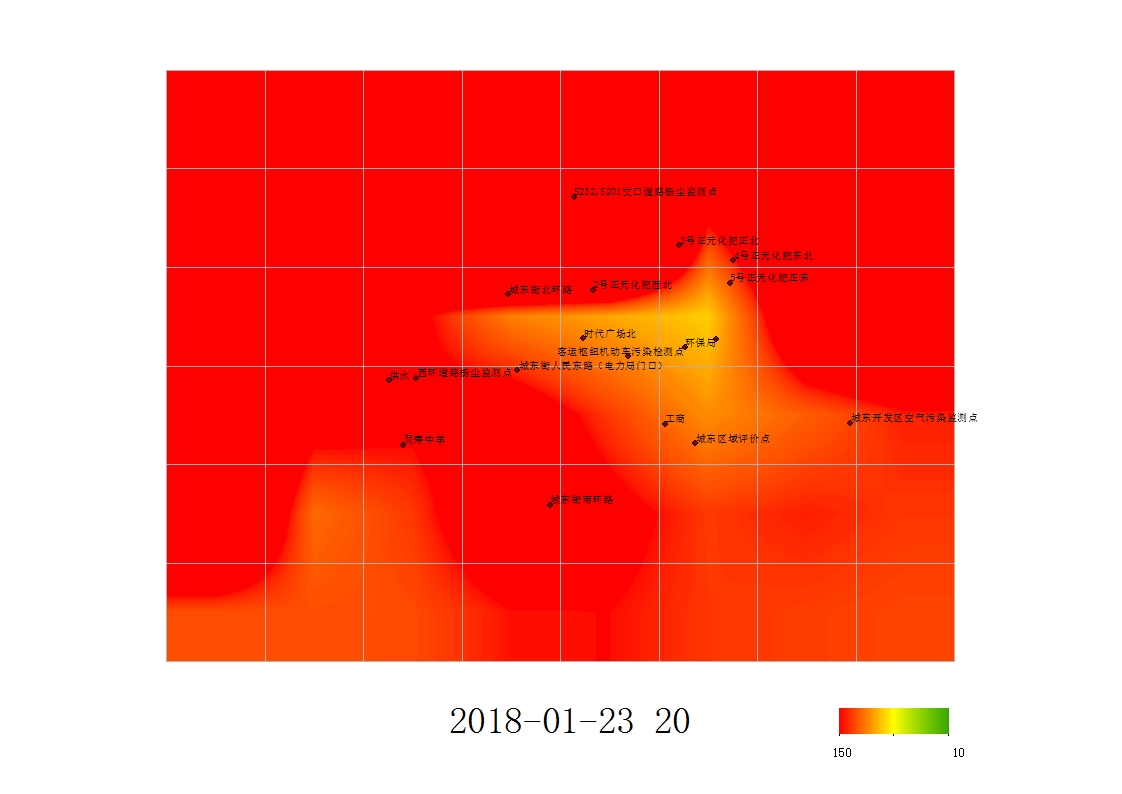 S232,S201交口道路扬尘监测点
3号正元化肥正北
4号正元化肥东北
5号正元化肥正东
2号正元化肥西北
城东街北环路
时代广场北
环保局
客运枢纽机动车污染检测点
城东街人民东路（电力局门口）
西环道路扬尘监测点
供水
城东开发区空气污染监测点
工商
城东区域评价点
灵寿中学
城东街南环路
2018-01-23 20
150
10